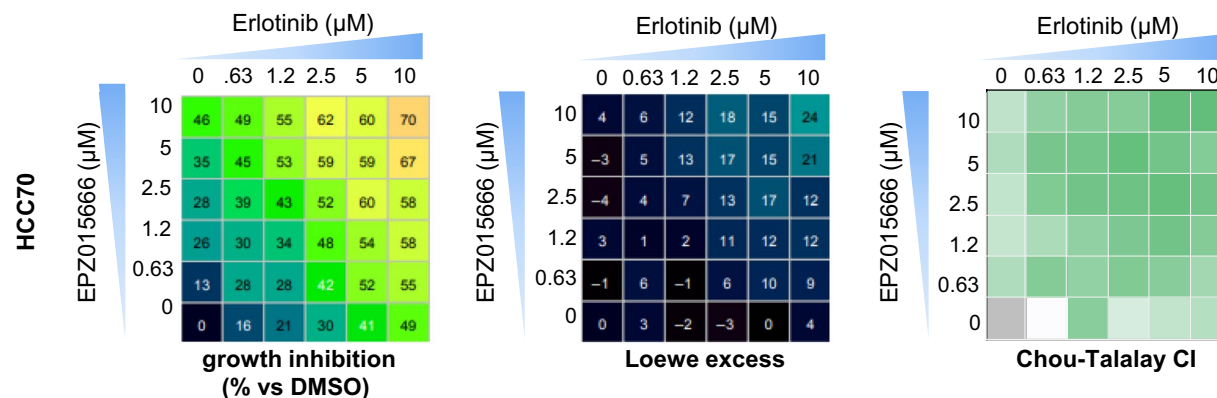 Erlotinib (µM)
Erlotinib (µM)
Erlotinib (µM)
0 .63 1.2 2.5 5 10
0 0.63 1.2 2.5 5 10
0 0.63 1.2 2.5 5 10
HCC70
EPZ015666 (µM)
10 46 49 55 62 60 70
5 35 45 53 59 59 67
2.5 28 39 43 52 60 58
1.2 26 30 34 48 54 58
0.63 13 28 28 42 52 55
0 0 16 21 30 41 49
growth inhibition
(% vs DMSO)
EPZ015666 (µM)
10 4 6 12 18 15 24
5 –3 5 13 17 15 21
2.5 –4 4 7 13 17 12
1.2 3 1 2 11 12 12
0.63 –1 6 –1 6 10 9
0 0 3 –2 –3 0 4
Loewe excess
EPZ015666 (µM)
10
5
2.5
1.2
0.63
0
Chou-Talalay CI